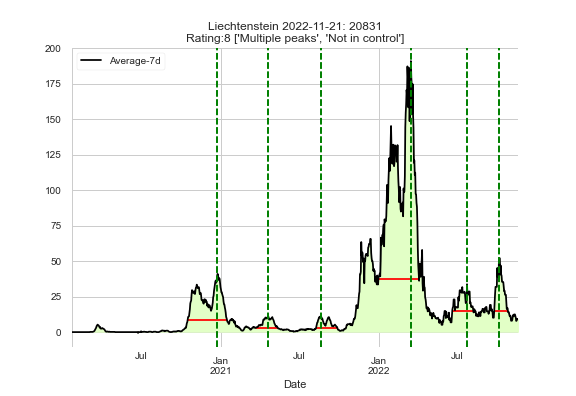 Liechtenstein 2022-11-21: 20831
Rating:8 ['Multiple peaks', 'Not in control']
Average-7d
200
175
150
125
100
75
50
25
0
Jul
Jan
2021
Jul
Jan
2022
Jul
Date